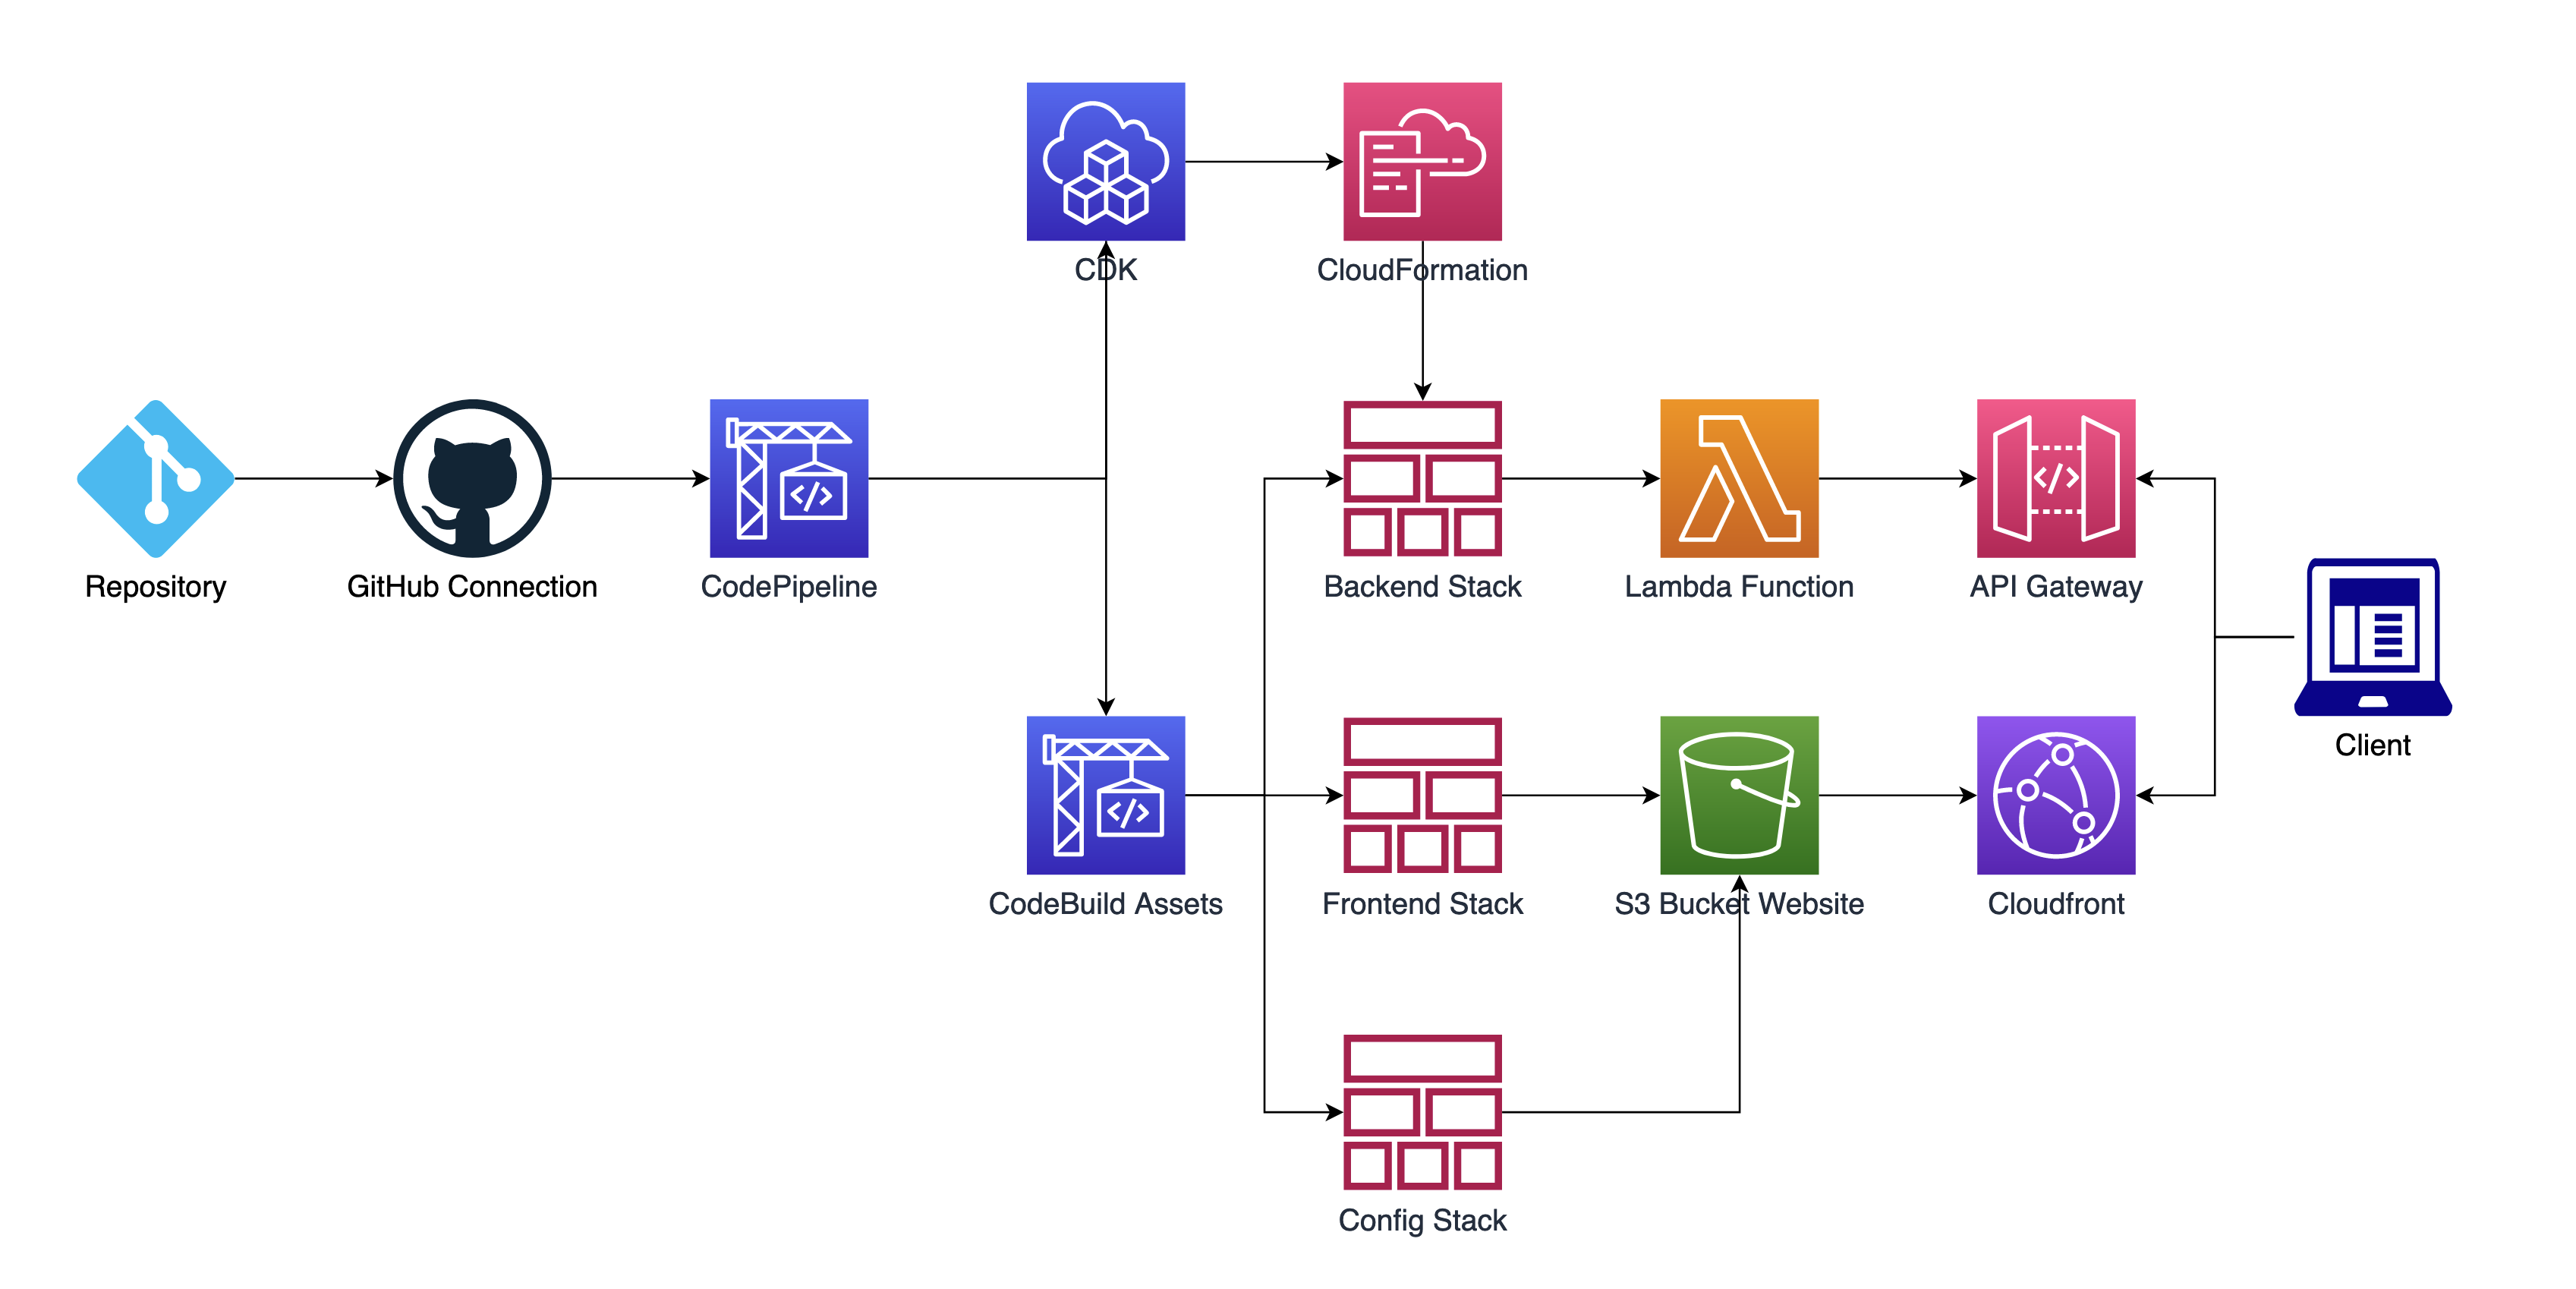 CDK
CloudFormation
Repository
GitHub Connection
CodePipeline
Backend Stack
Lambda Function
API Gateway
Client
CodeBuild Assets
Frontend Stack
S3 Bucket Website
Cloudfront
Config Stack